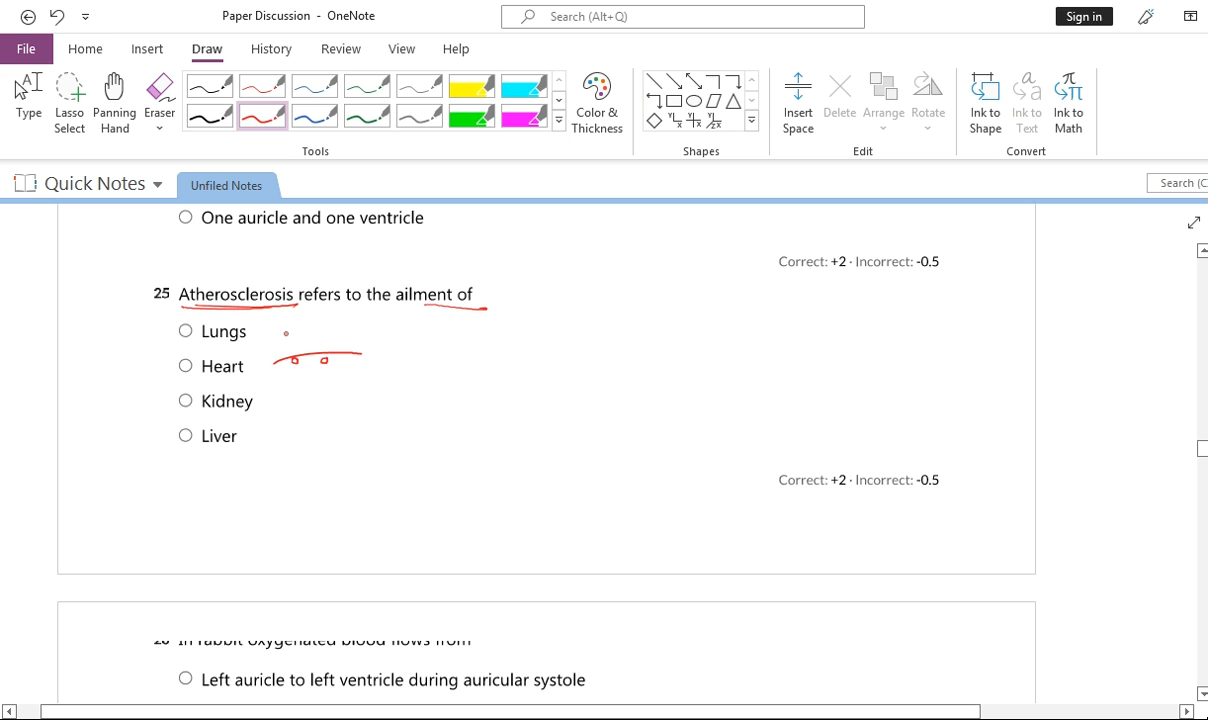 Paper Discussion - OneNote
Search (Alt+Q)
Sign in
File Home Insert Draw History Review View Help
Type Lasso Select Panning Hand Eraser Color & Thickness Insert Space Delete Arrange Rotate Ink to Shape Ink to Text Ink to Math
Tools Shapes Edit Convert
Quick Notes Unfiled Notes Search (C
One auricle and one ventricle
Correct: +2 · Incorrect: -0.5
25 Atherosclerosis refers to the ailment of _
Lungs
Heart
Kidney
Liver
Correct: +2 · Incorrect: -0.5
In rabbit oxygenated blood flows from
Left auricle to left ventricle during auricular systole